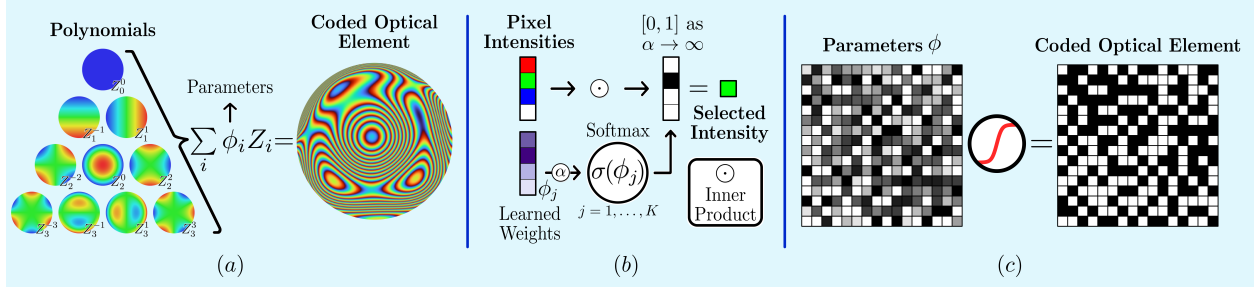 Polynomials
Z_0^0
Z_1^{-1}
Z_1^1
Z_2^{-2}
Z_2^0
Z_2^2
Z_3^{-3}
Z_3^{-1}
Z_3^1
Z_3^3
Parameters
∑_i ϕ_i Z_i =
Coded Optical
Element
(a)
Pixel
Intensities
[0, 1] as
α → ∞
⊙
=
Selected
Intensity
Softmax
ϕ_j
α
σ(ϕ_j)
j = 1, . . . , K
Learned
Weights
⊙
Inner
Product
(b)
Parameters ϕ
=
Coded Optical Element
(c)